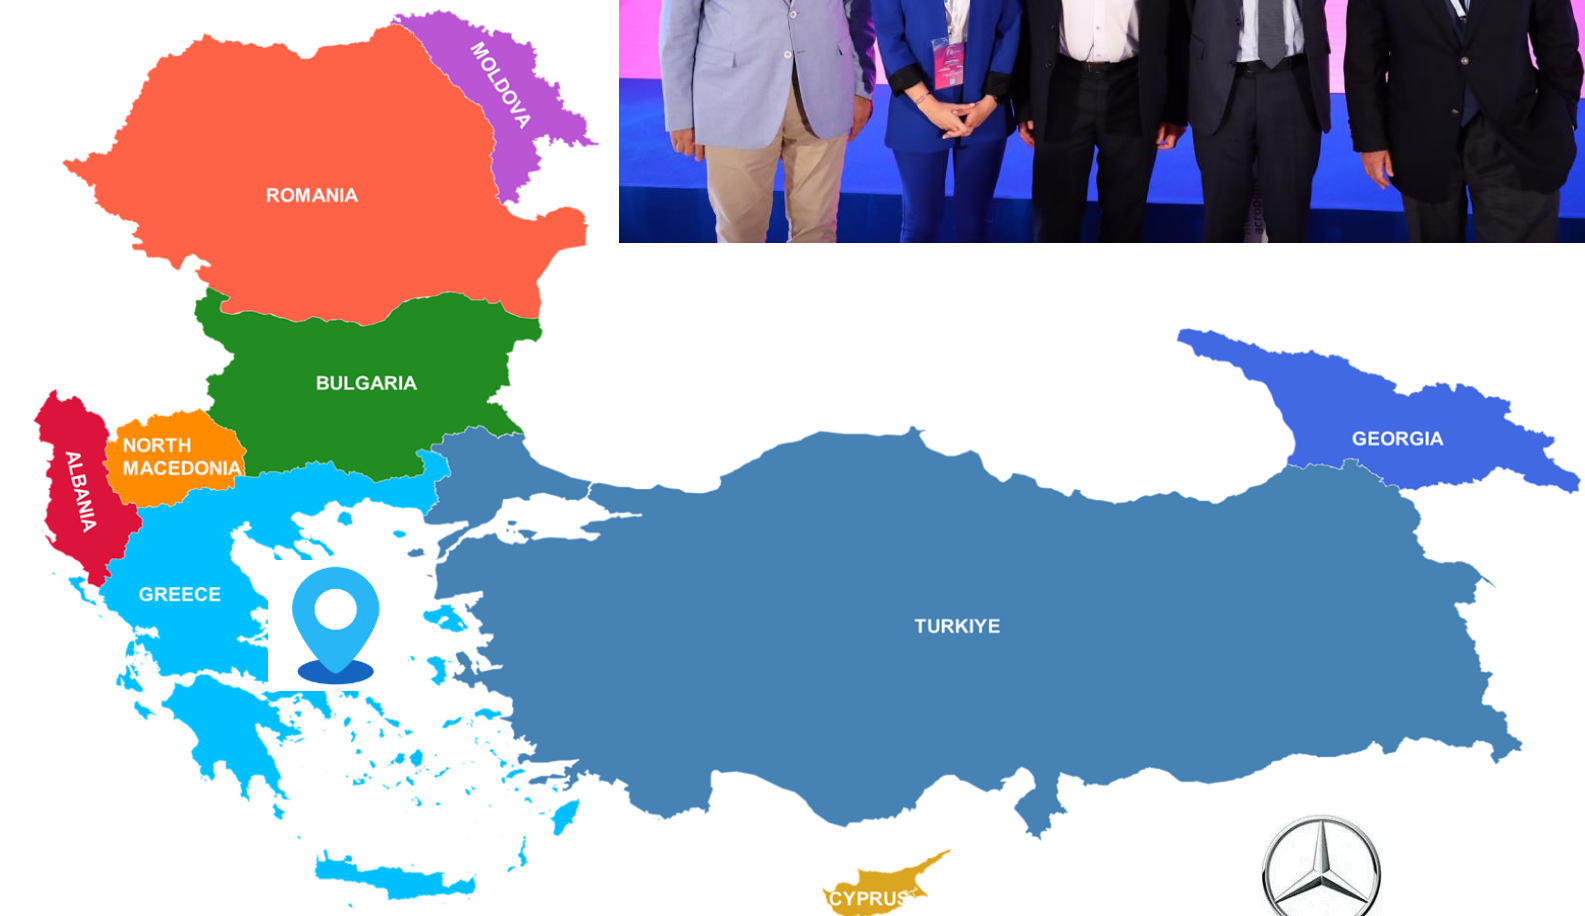 MOLDOVA
ROMANIA
BULGARIA
GEORGIA
NORTH
MACEDONIA
ALBANIA
GREECE
TURKIYE
CYPRUS